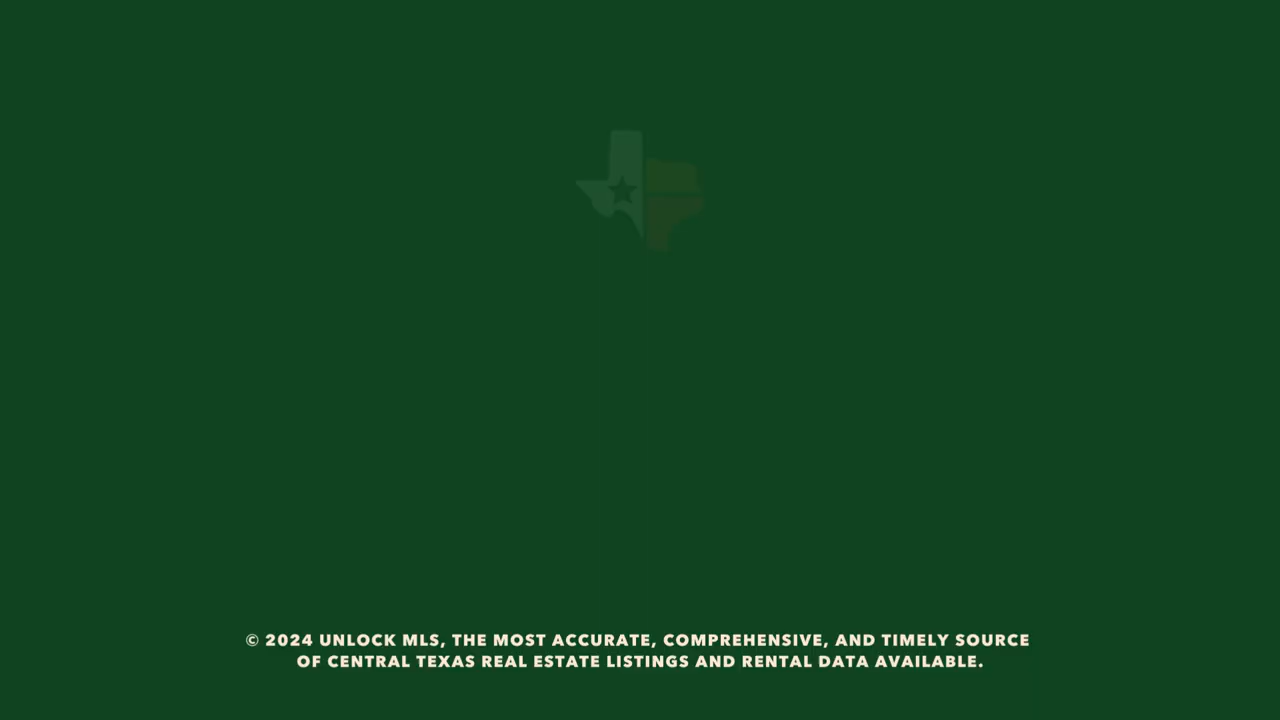 © 2024 UNLOCK MLS, THE MOST ACCURATE, COMPREHENSIVE, AND TIMELY SOURCE
OF CENTRAL TEXAS REAL ESTATE LISTINGS AND RENTAL DATA AVAILABLE.